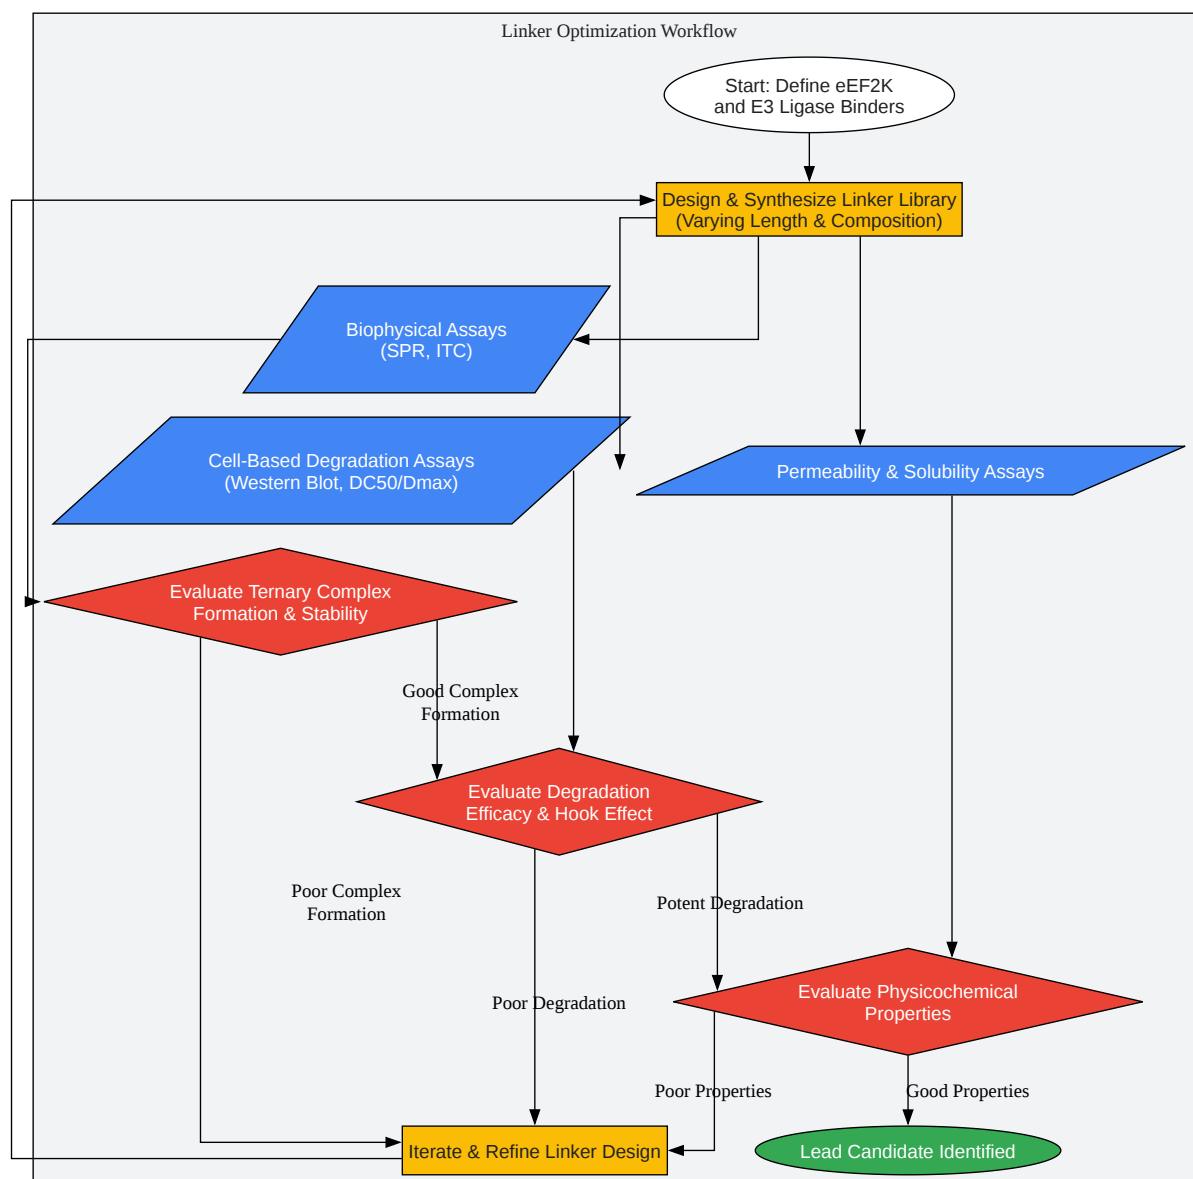 Linker Optimization Workflow
Start: Define eEF2K
and E3 Ligase Binders
Design & Synthesize Linker Library
(Varying Length & Composition)
Biophysical Assays
(SPR, ITC)
Cell-Based Degradation Assays
(Western Blot, DC50/Dmax)
Permeability & Solubility Assays
Evaluate Ternary Complex
Formation & Stability
Good Complex
Formation
Evaluate Degradation
Efficacy & Hook Effect
Poor Complex
Formation
Potent Degradation
Poor Degradation
Evaluate Physicochemical
Properties
Poor Properties
Good Properties
Iterate & Refine Linker Design
Lead Candidate Identified